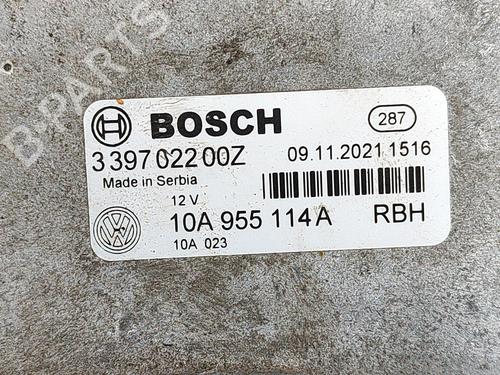 B-PARTS
BOSCH 287
3 397 022 00Z 09.11.2021 1516
Made in Serbia
12 V
10A 955 114 A RBH
10A 023